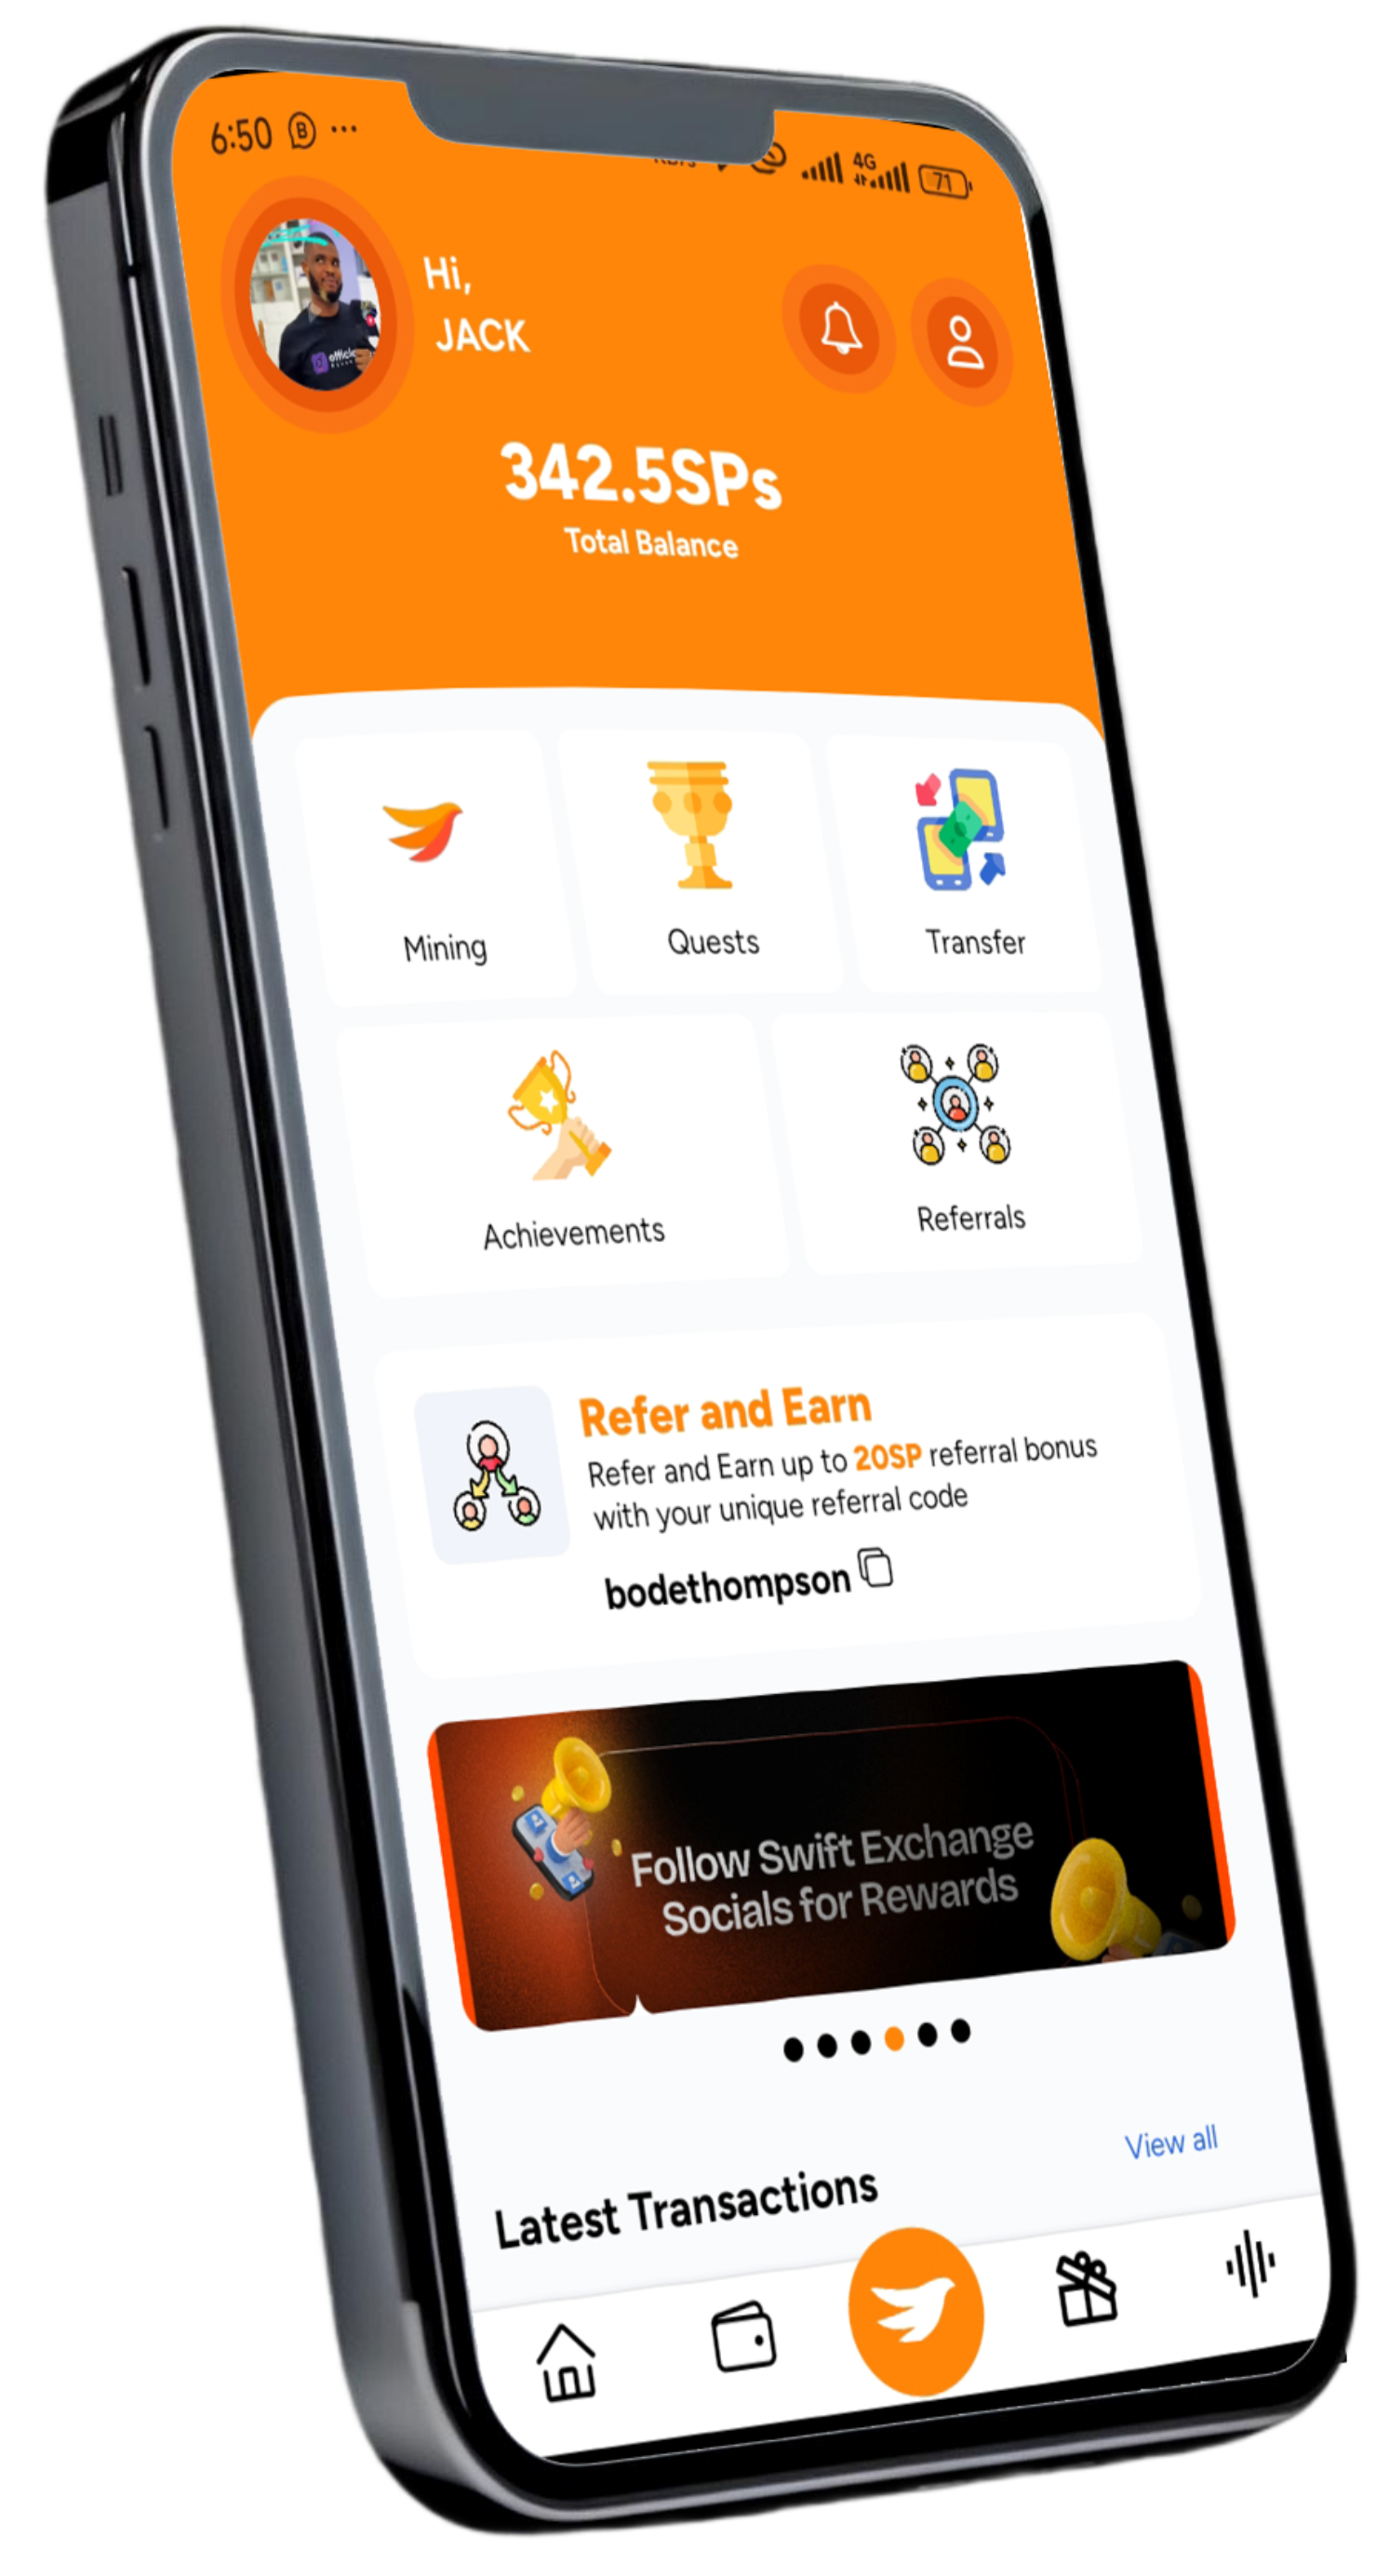 6:50
4G
71
Hi,
JACK
342.5SPs
Total Balance
Mining
Quests
Transfer
Achievements
Referrals
Refer and Earn
Refer and Earn up to 20SP referral bonus
with your unique referral code
bodethompson
Follow Swift Exchange
Socials for Rewards
View all
Latest Transactions